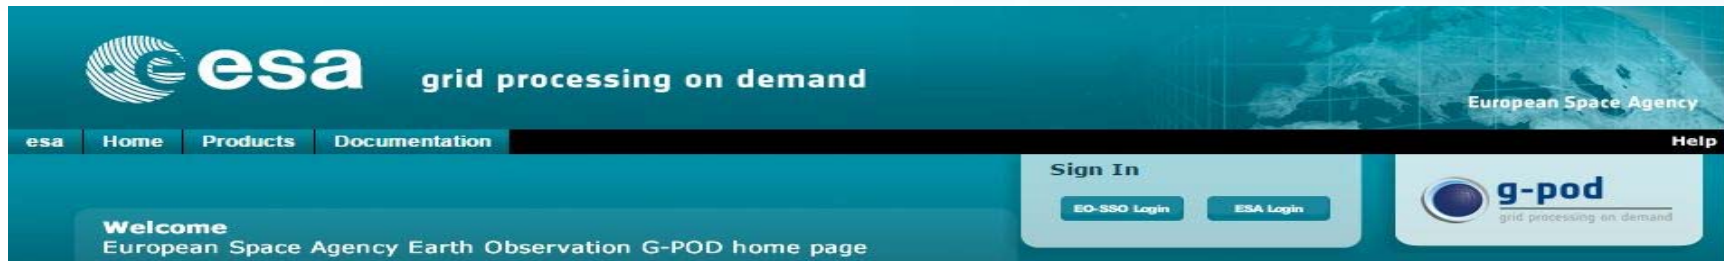 esa grid processing on demand
European Space Agency
esa Home Products Documentation Help
Sign In
EO-SSO Login ESA Login
g-pod
grid processing on demand
Welcome
European Space Agency Earth Observation G-POD home page